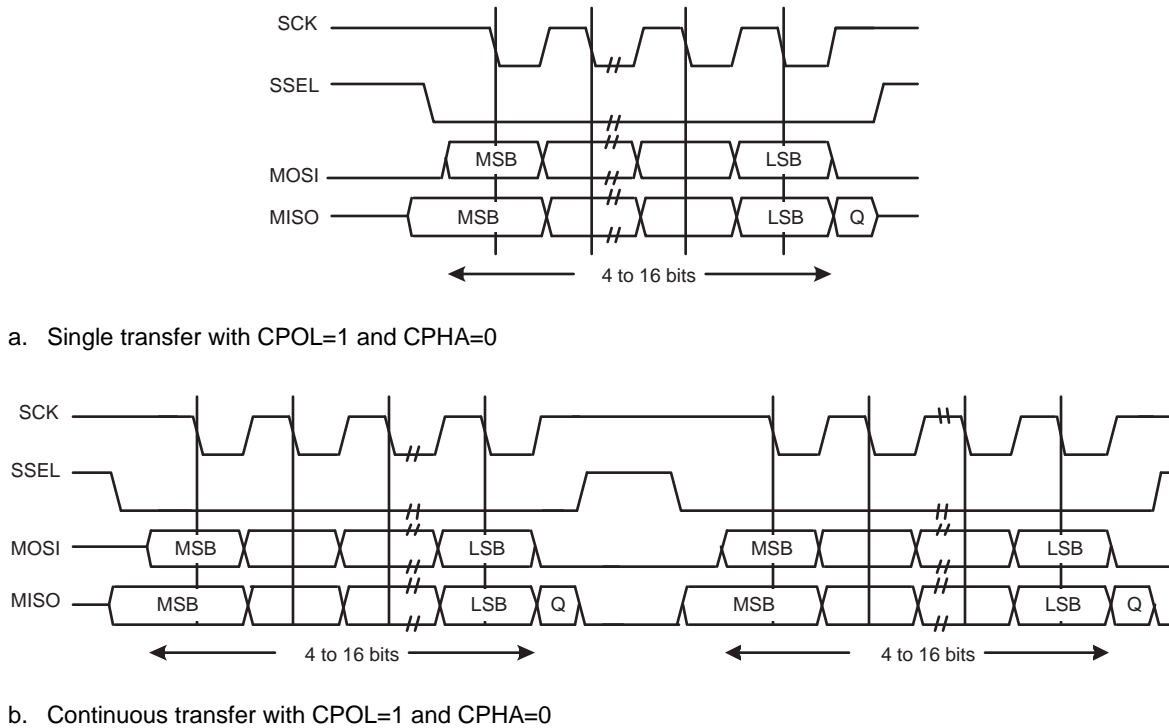 SCK
SSEL
MOSI MSB LSB
MISO MSB LSB Q
4 to 16 bits
a. Single transfer with CPOL=1 and CPHA=0
SCK
SSEL
MOSI MSB LSB MSB LSB
MISO MSB LSB Q MSB LSB Q
4 to 16 bits 4 to 16 bits
b. Continuous transfer with CPOL=1 and CPHA=0